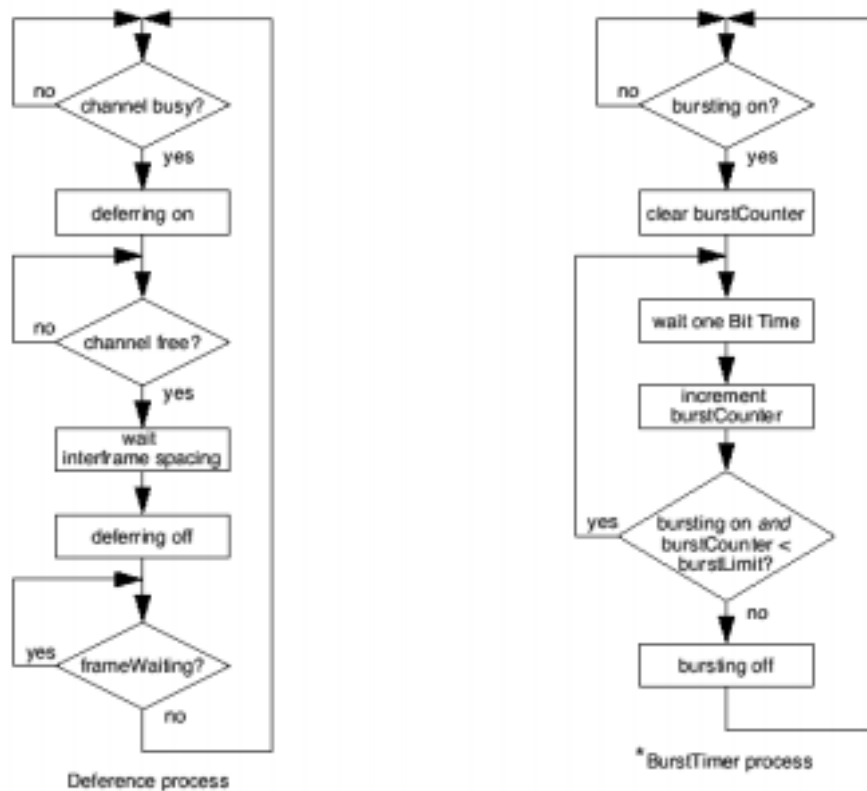 no
channel busy?
yes
deferring on
no
channel free?
yes
wait
interframe spacing
deferring off
yes
frameWaiting?
no
Deference process
no
bursting on?
yes
clear burstCounter
wait one Bit Time
increment
burstCounter
yes
bursting on and
burstCounter <
burstLimit?
no
bursting off
*BurstTimer process